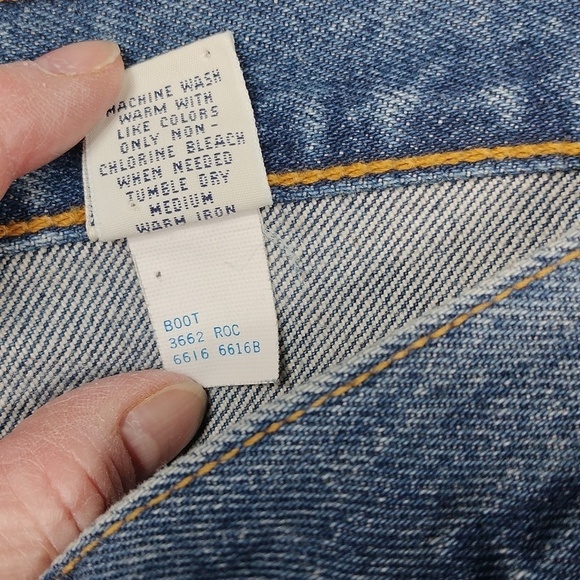 MACHINE WASH
WARM WITH
LIKE COLORS
ONLY NON-
CHLORINE BLEACH
WHEN NEEDED
TUMBLE DRY
MEDIUM
WARM IRON
BOOT
3662 ROC
6616 6616B